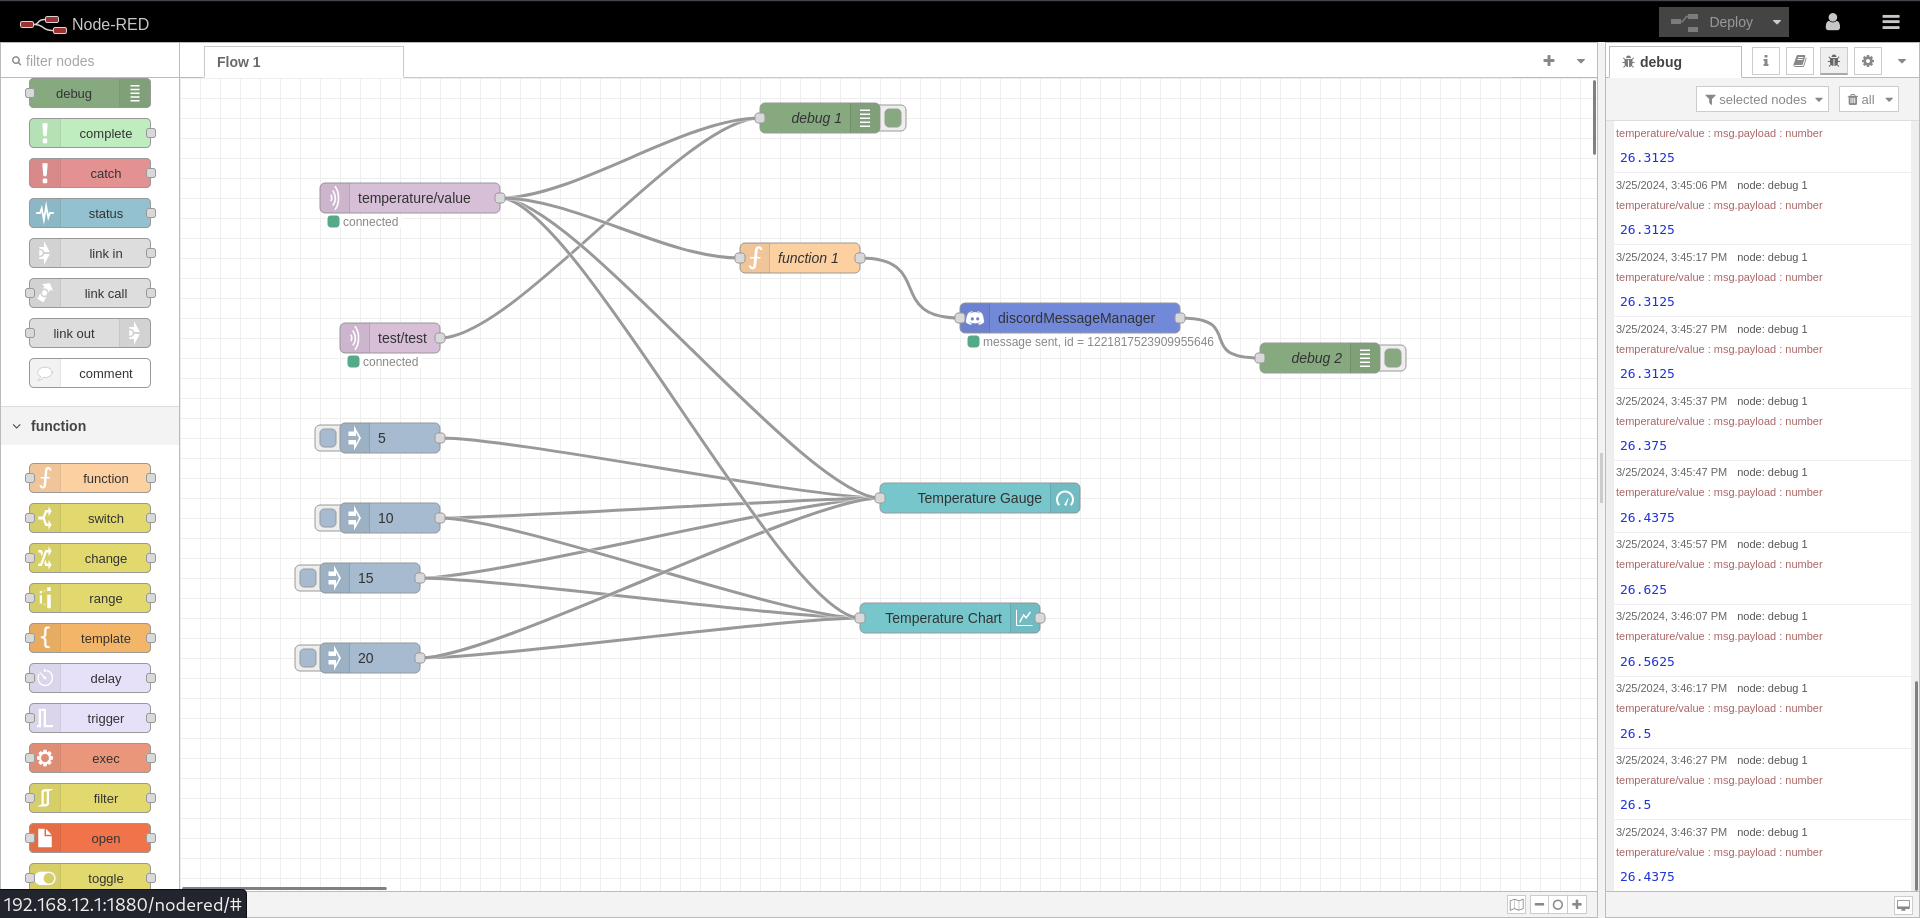 Node-RED
Deploy
filter nodes
debug
complete
catch
status
link in
link call
link out
comment
function
function
switch
change
range
template
delay
trigger
exec
filter
open
toggle
192.168.12.1:1880/nodered/#
Flow 1
debug 1
temperature/value
connected
function 1
discordMessageManager
message sent, id = 1221817523909955646
debug 2
test/test
connected
5
10
15
20
Temperature Gauge
Temperature Chart
debug
selected nodes
all
temperature/value : msg.payload : number
26.3125
3/25/2024, 3:45:06 PM node: debug 1
temperature/value : msg.payload : number
26.3125
3/25/2024, 3:45:17 PM node: debug 1
temperature/value : msg.payload : number
26.3125
3/25/2024, 3:45:27 PM node: debug 1
temperature/value : msg.payload : number
26.3125
3/25/2024, 3:45:37 PM node: debug 1
temperature/value : msg.payload : number
26.375
3/25/2024, 3:45:47 PM node: debug 1
temperature/value : msg.payload : number
26.4375
3/25/2024, 3:45:57 PM node: debug 1
temperature/value : msg.payload : number
26.625
3/25/2024, 3:46:07 PM node: debug 1
temperature/value : msg.payload : number
26.5625
3/25/2024, 3:46:17 PM node: debug 1
temperature/value : msg.payload : number
26.5
3/25/2024, 3:46:27 PM node: debug 1
temperature/value : msg.payload : number
26.5
3/25/2024, 3:46:37 PM node: debug 1
temperature/value : msg.payload : number
26.4375